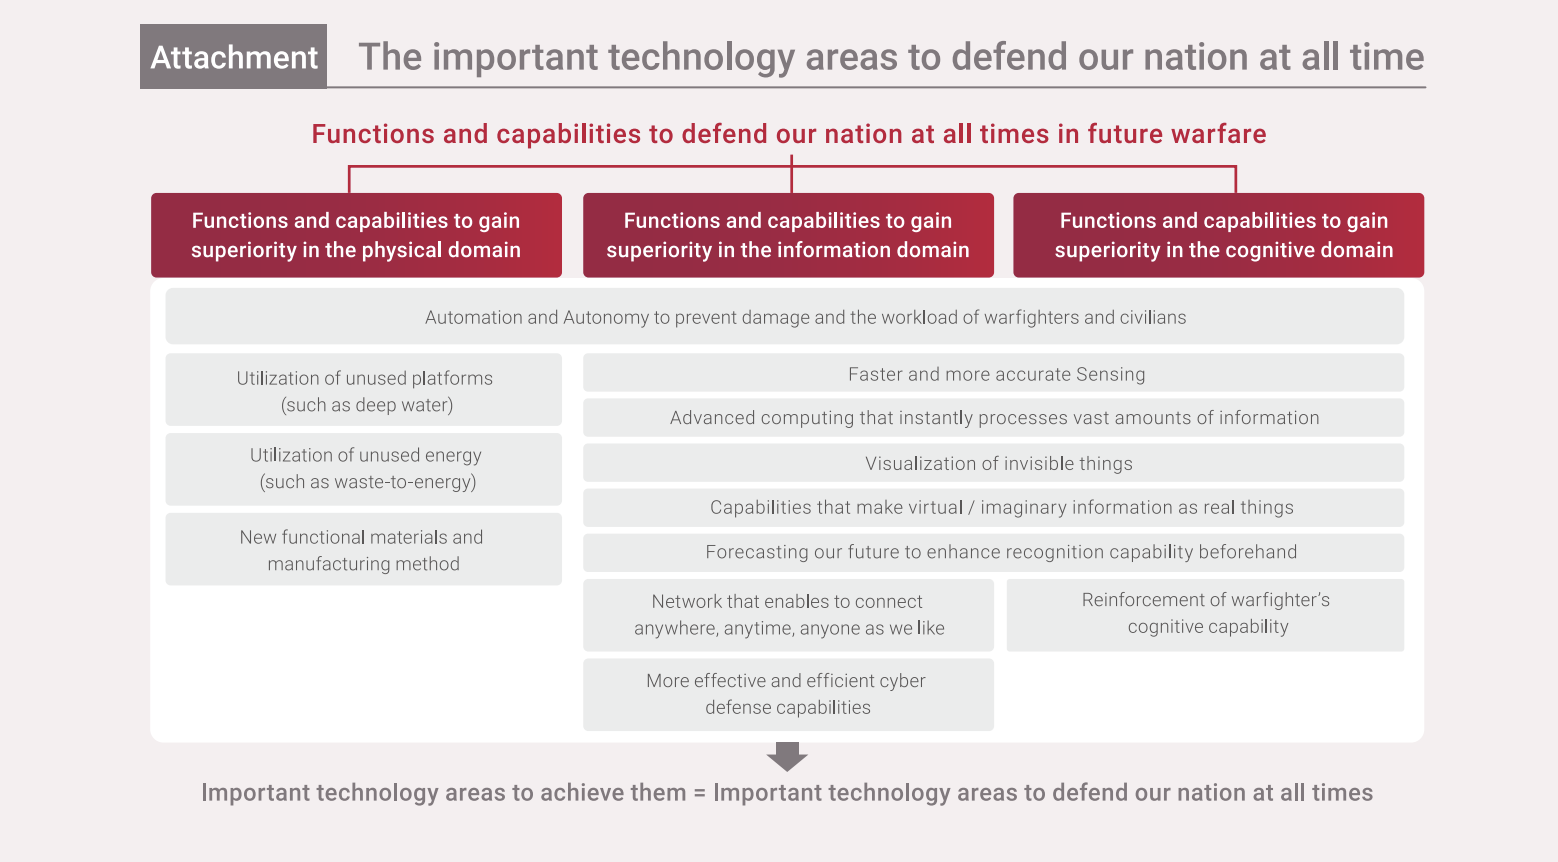 Attachment
The important technology areas to defend our nation at all time
Functions and capabilities to defend our nation at all times in future warfare
Functions and capabilities to gain
superiority in the physical domain
Functions and capabilities to gain
superiority in the information domain
Functions and capabilities to gain
superiority in the cognitive domain
Automation and Autonomy to prevent damage and the workload of warfighters and civilians
Utilization of unused platforms
(such as deep water)
Utilization of unused energy
(such as waste-to-energy)
New functional materials and
manufacturing method
Faster and more accurate Sensing
Advanced computing that instantly processes vast amounts of information
Visualization of invisible things
Capabilities that make virtual / imaginary information as real things
Forecasting our future to enhance recognition capability beforehand
Network that enables to connect
anywhere, anytime, anyone as we like
Reinforcement of warfighter’s
cognitive capability
More effective and efficient cyber
defense capabilities
Important technology areas to achieve them = Important technology areas to defend our nation at all times